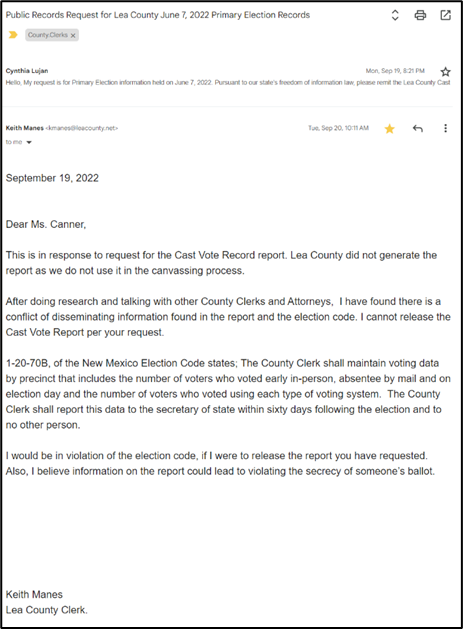 Public Records Request for Lea County June 7, 2022 Primary Election Records
County.Clerks x
Cynthia Lujan
Mon, Sep 19, 8:21 PM
Hello, My request is for Primary Election information held on June 7, 2022. Pursuant to our state's freedom of information law, please remit the Lea County Cast
Keith Manes <kmanes@leacounty.net>
Tue, Sep 20, 10:11 AM
to me
September 19, 2022
Dear Ms. Canner,
This is in response to request for the Cast Vote Record report. Lea County did not generate the
report as we do not use it in the canvassing process.
After doing research and talking with other County Clerks and Attorneys, I have found there is a
conflict of disseminating information found in the report and the election code. I cannot release the
Cast Vote Report per your request.
1-20-70B, of the New Mexico Election Code states; The County Clerk shall maintain voting data
by precinct that includes the number of voters who voted early in-person, absentee by mail and on
election day and the number of voters who voted using each type of voting system. The County
Clerk shall report this data to the secretary of state within sixty days following the election and to
no other person.
I would be in violation of the election code, if I were to release the report you have requested.
Also, I believe information on the report could lead to violating the secrecy of someone's ballot.
Keith Manes
Lea County Clerk.